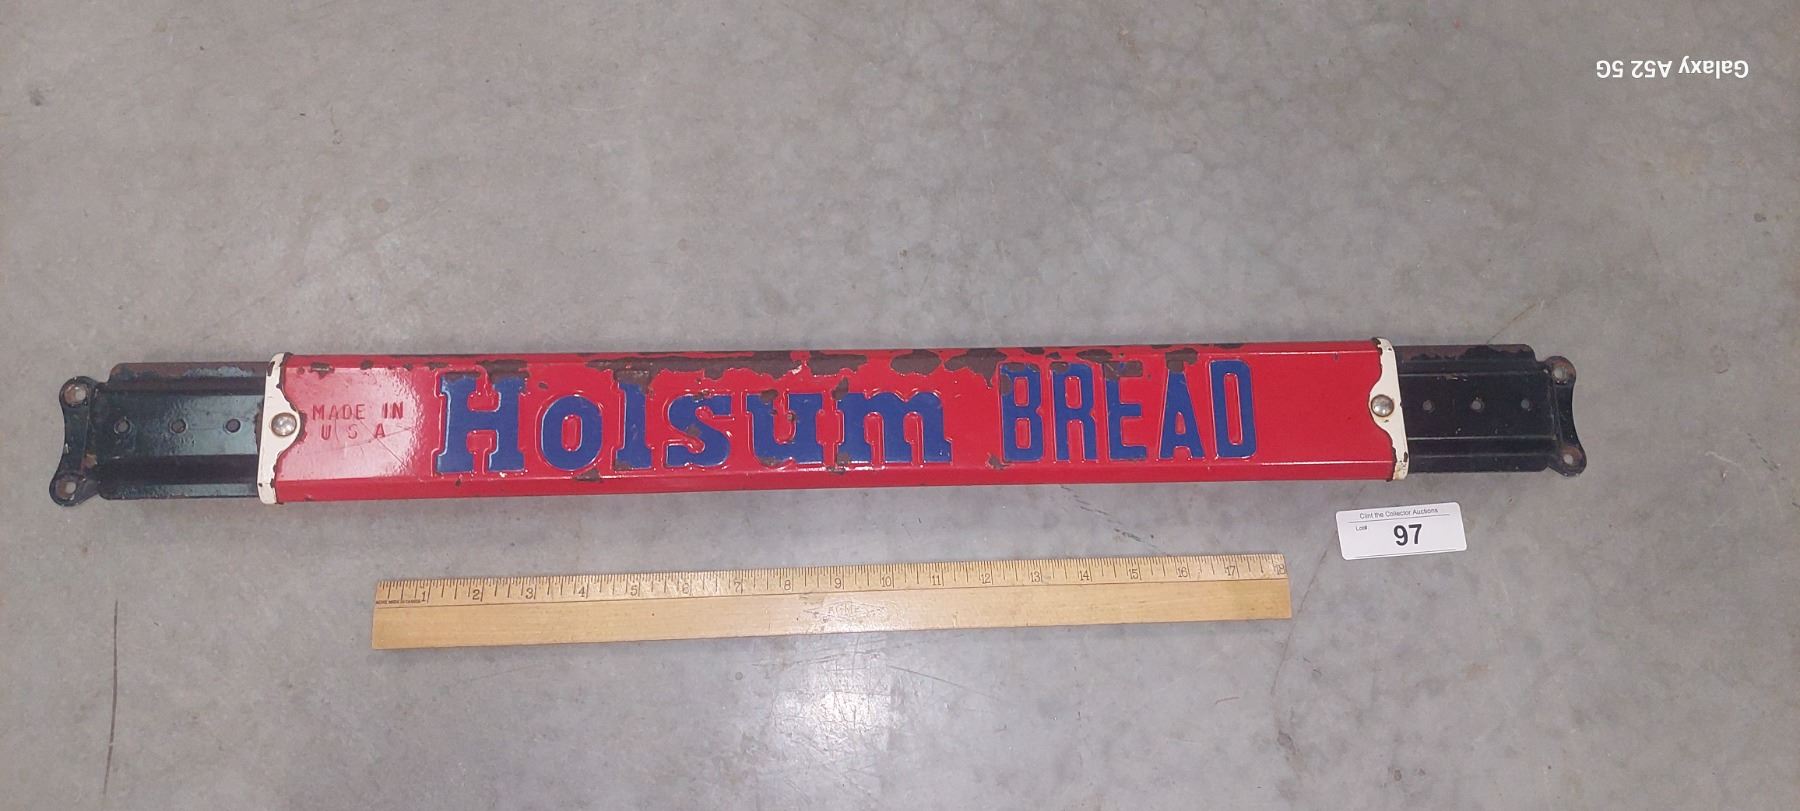 Galaxy A52 5G
MADE IN
U S A
Holsum BREAD
Clint the Collector Auctions
Lot#
97
1 2 3 4 5 6 7 8 9 10 11 12 13 14 15 16 17 18
ACME